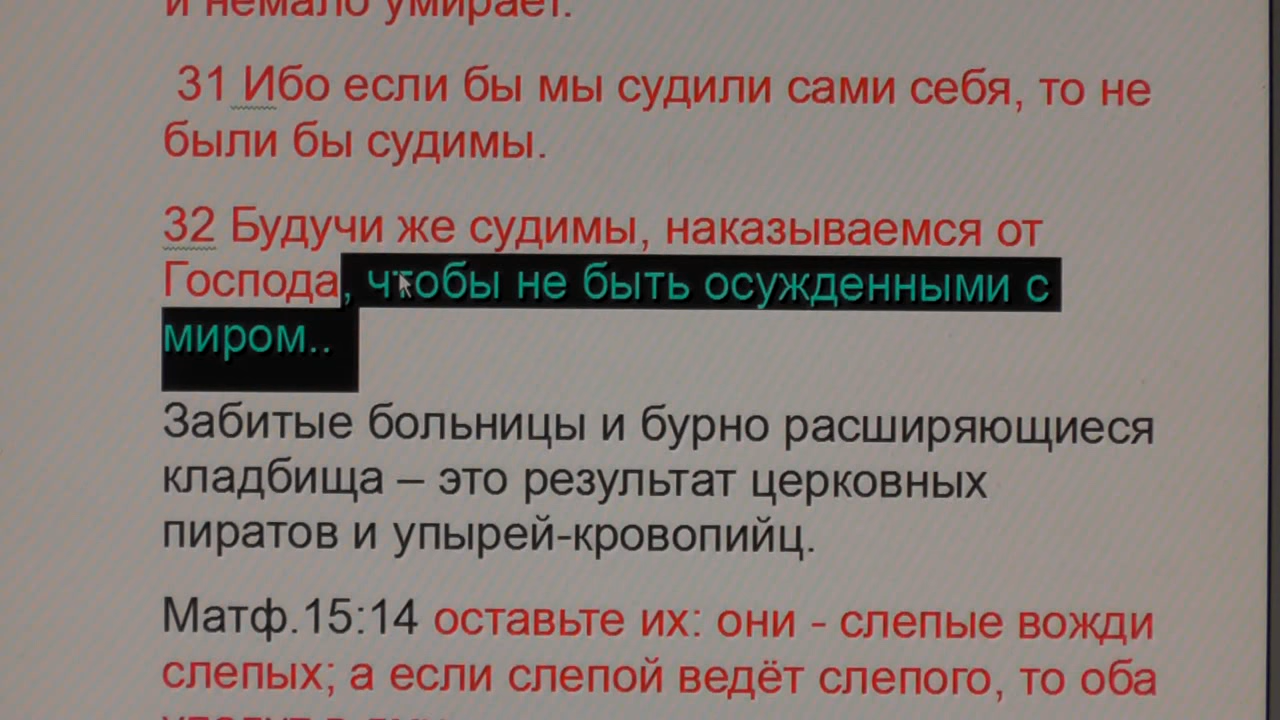 и немало умирает.
31 Ибо если бы мы судили сами себя, то не
были бы судимы.
32 Будучи же судимы, наказываемся от
Господа, чтобы не быть осужденными с
миром..
Забитые больницы и бурно расширяющиеся
кладбища – это результат церковных
пиратов и упырей-кровопийц.
Матф.15:14 оставьте их: они - слепые вожди
слепых; а если слепой ведёт слепого, то оба